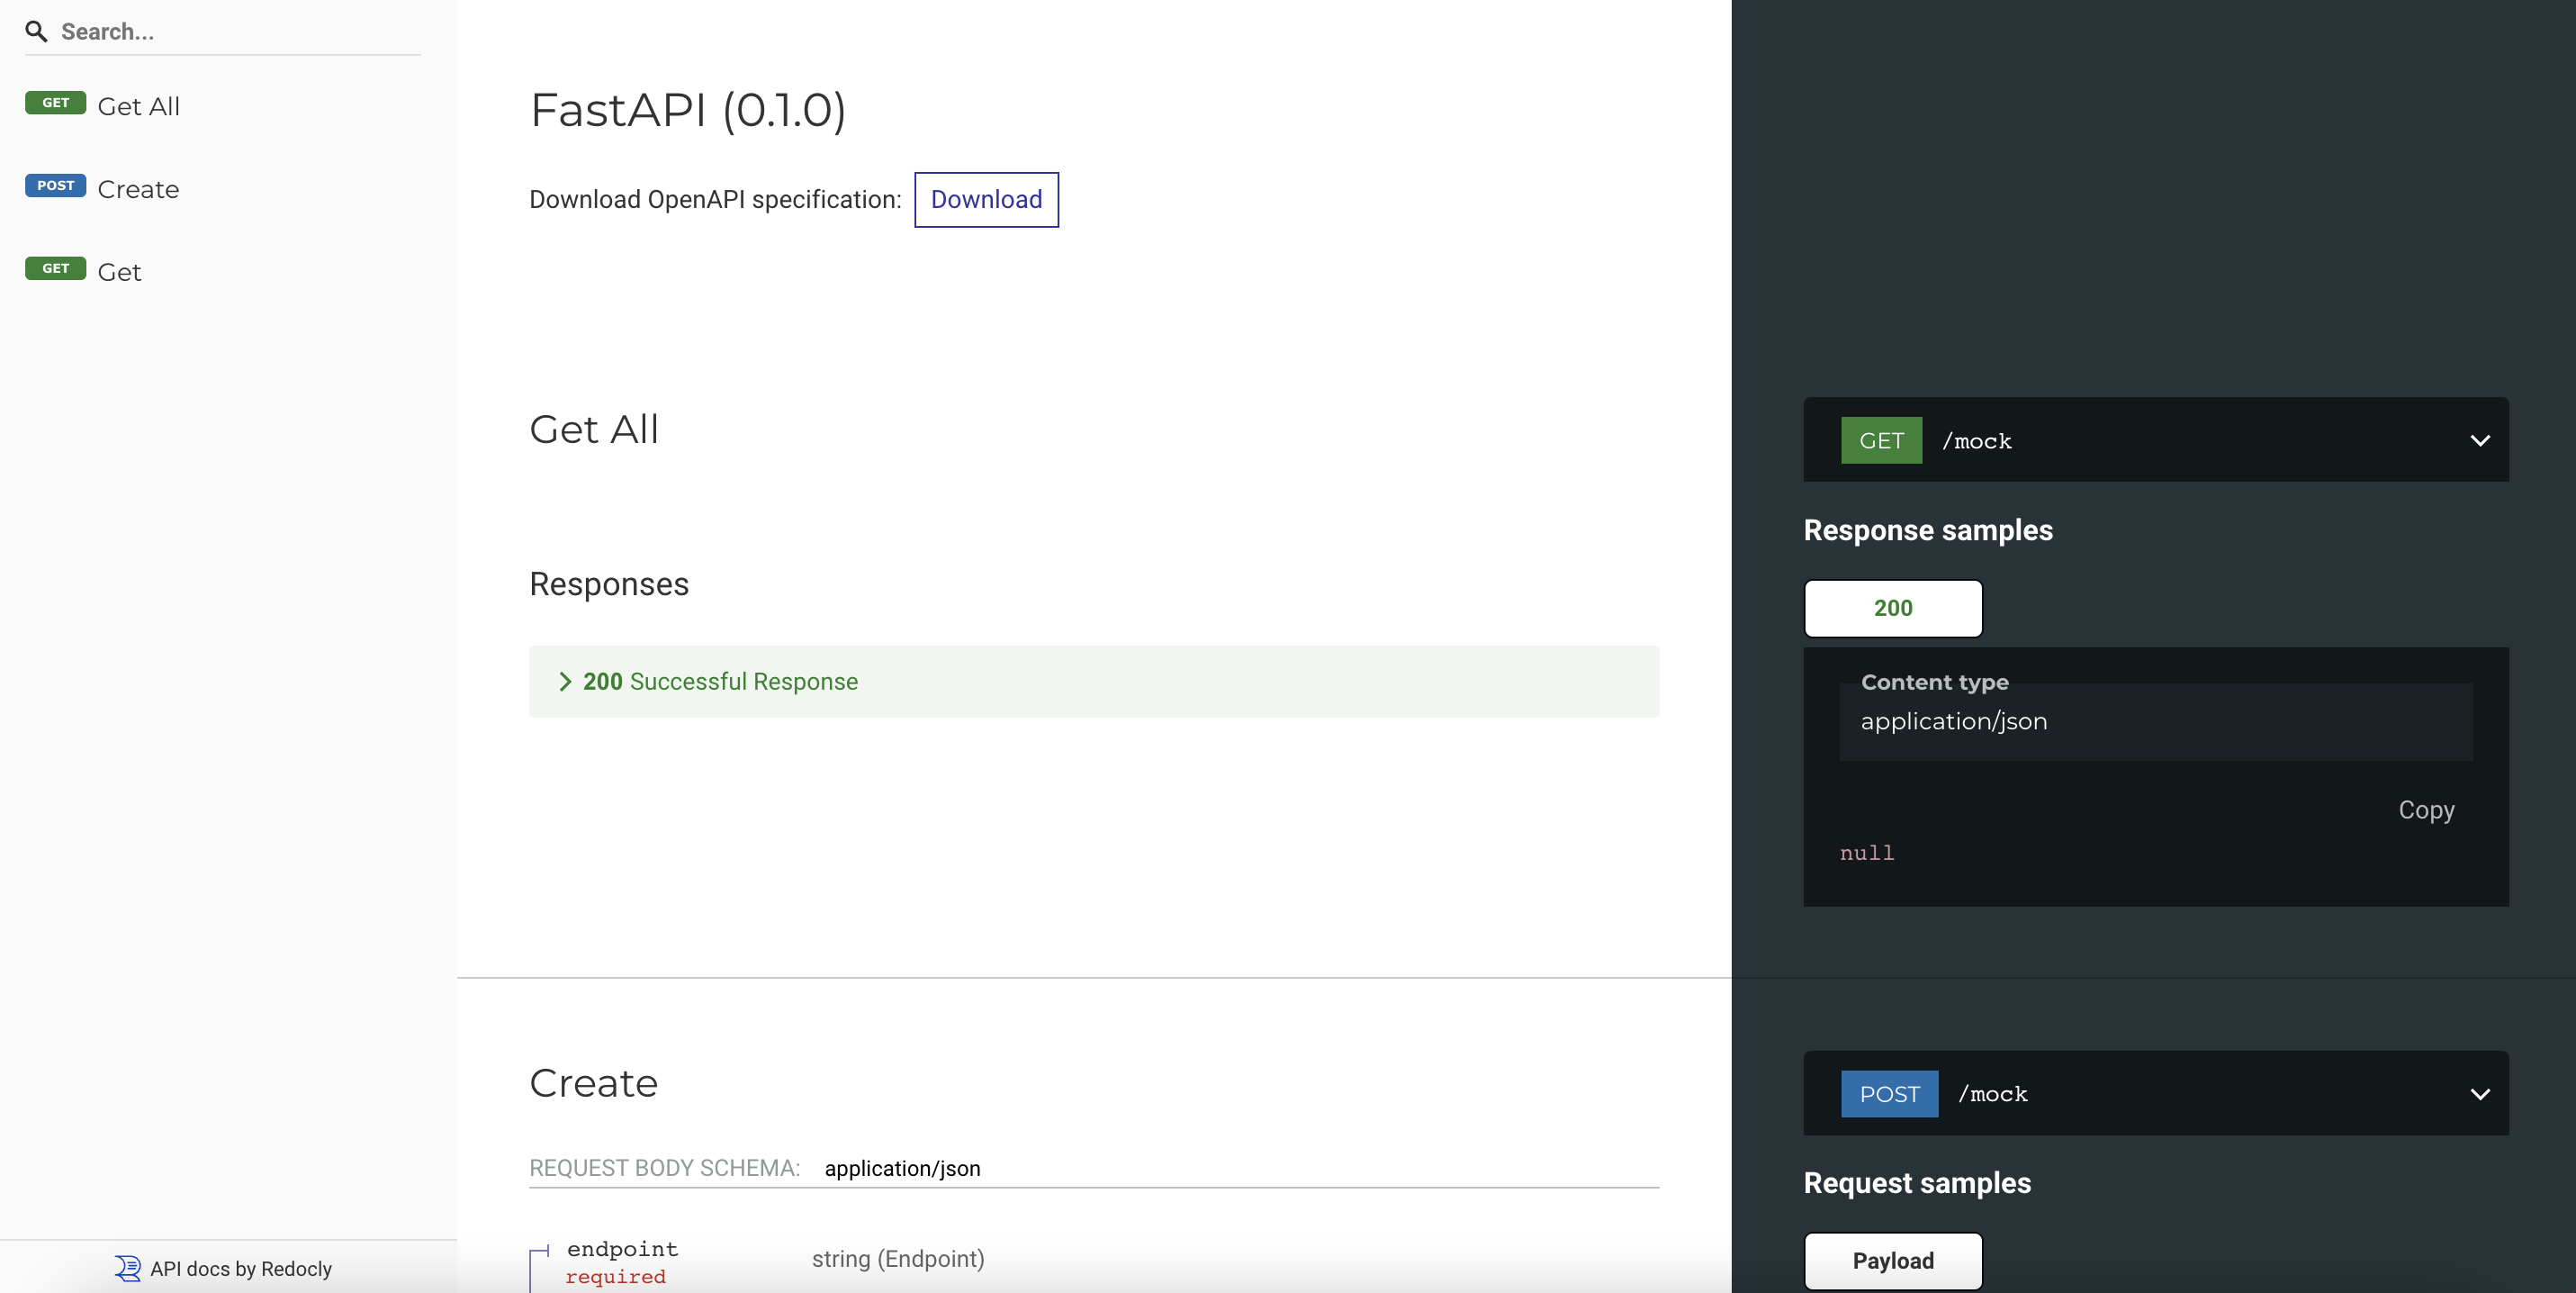 Search...
GET Get All
POST Create
GET Get
API docs by Redocly
FastAPI (0.1.0)
Download OpenAPI specification: Download
Get All
Responses
200 Successful Response
GET /mock
Response samples
200
Content type
application/json
Copy
null
Create
REQUEST BODY SCHEMA: application/json
endpoint string (Endpoint)
required
POST /mock
Request samples
Payload